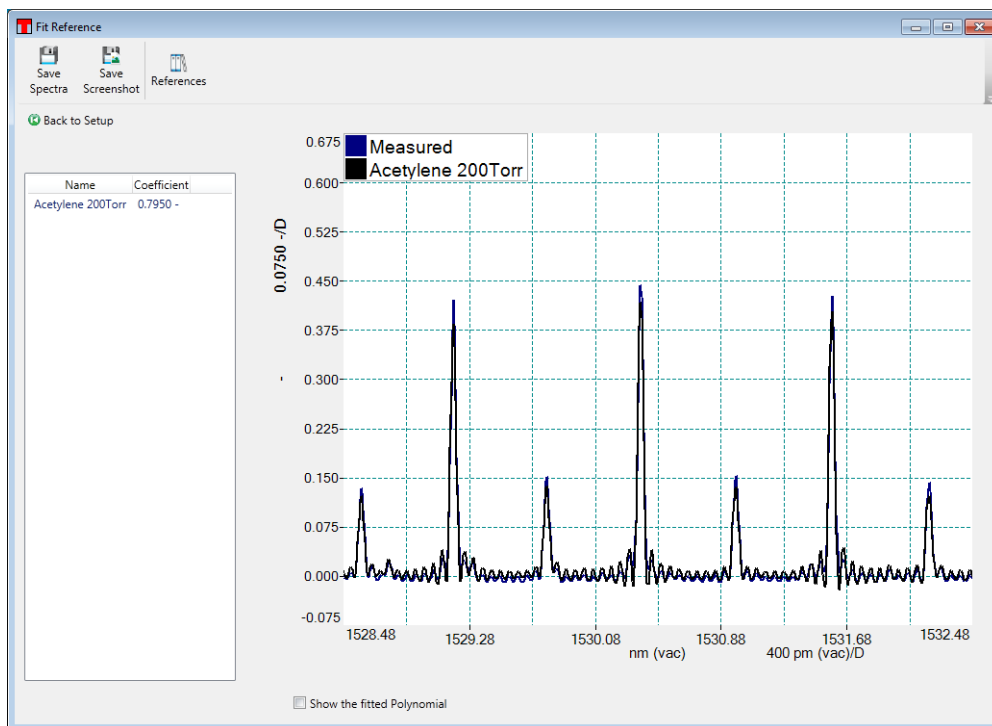 Fit Reference
Save Spectra
Save Screenshot
References
Back to Setup
Name Coefficient
Acetylene 200Torr 0.7950 -
Measured
Acetylene 200Torr
0.0750 -/D
-
0.675
0.600
0.525
0.450
0.375
0.300
0.225
0.150
0.075
0.000
-0.075
1528.48 1529.28 1530.08 1530.88 1531.68 1532.48
nm (vac) 400 pm (vac)/D
Show the fitted Polynomial